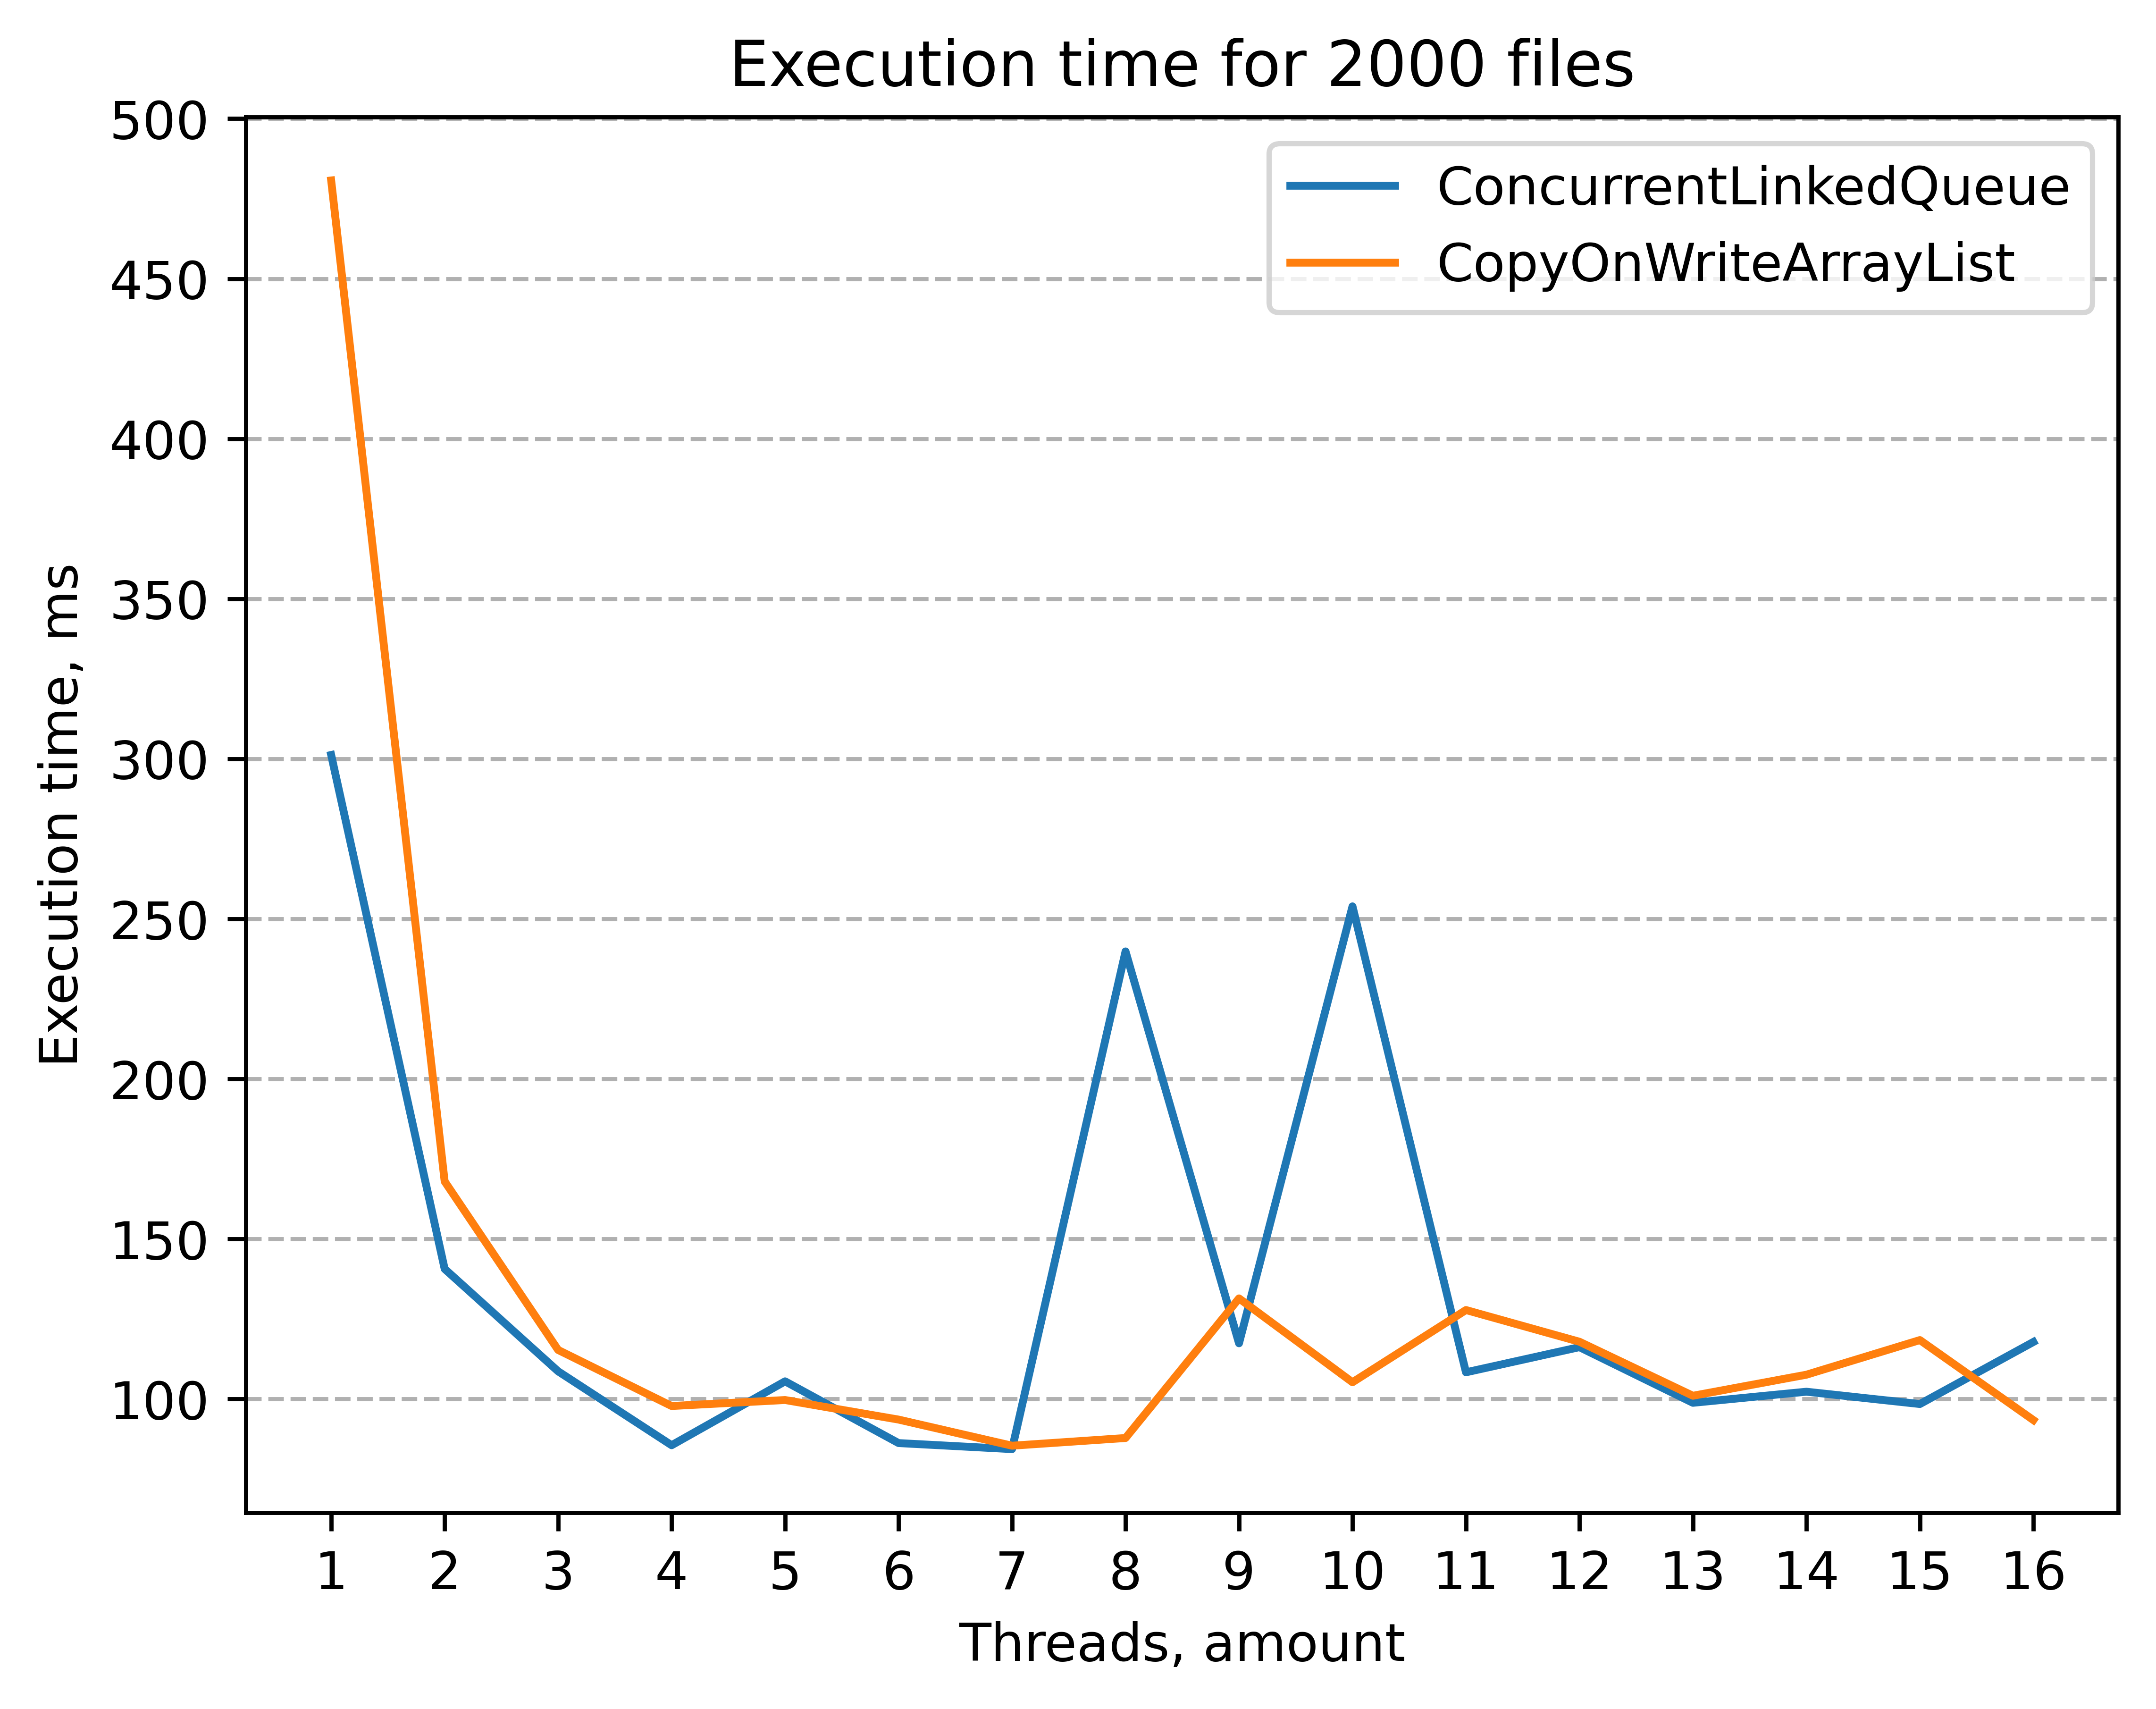 Execution time for 2000 files
500
450
400
350
300
250
200
150
100
Execution time, ms
ConcurrentLinkedQueue
CopyOnWriteArrayList
1 2 3 4 5 6 7 8 9 10 11 12 13 14 15 16
Threads, amount